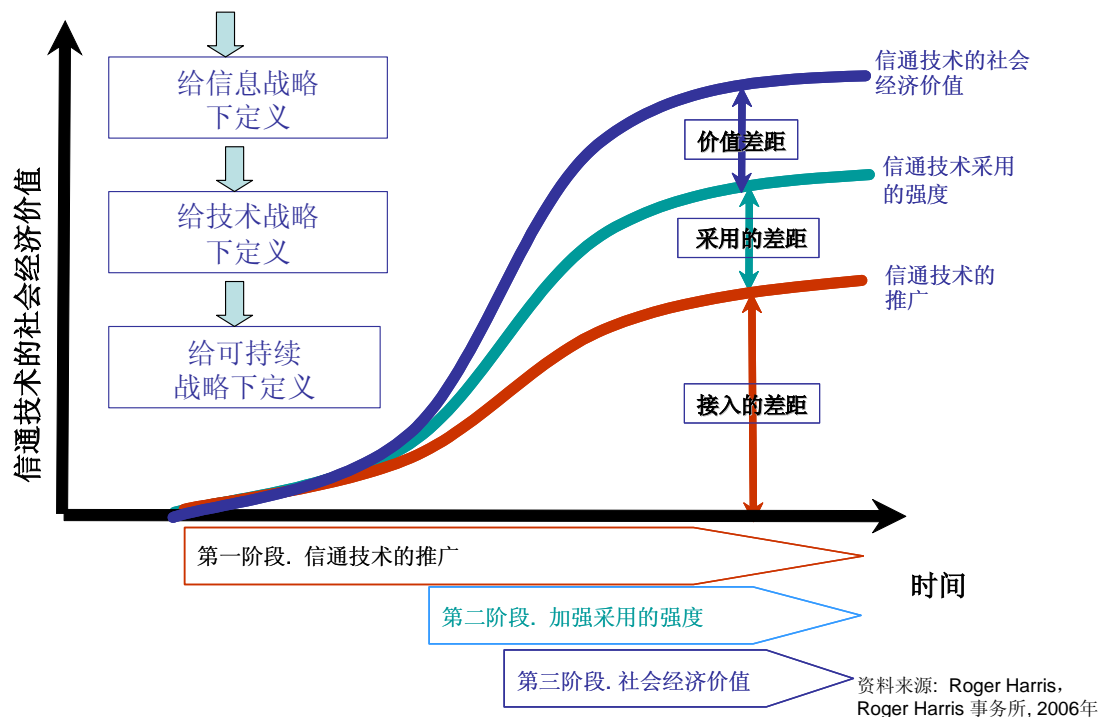 信通技术的社会经济价值
给信息战略
下定义
给技术战略
下定义
给可持续
战略下定义
信通技术的社会
经济价值
价值差距
信通技术采用
的强度
采用的差距
信通技术的
推广
接入的差距
第一阶段. 信通技术的推广
时间
第二阶段. 加强采用的强度
第三阶段. 社会经济价值
资料来源: Roger Harris,
Roger Harris 事务所, 2006年